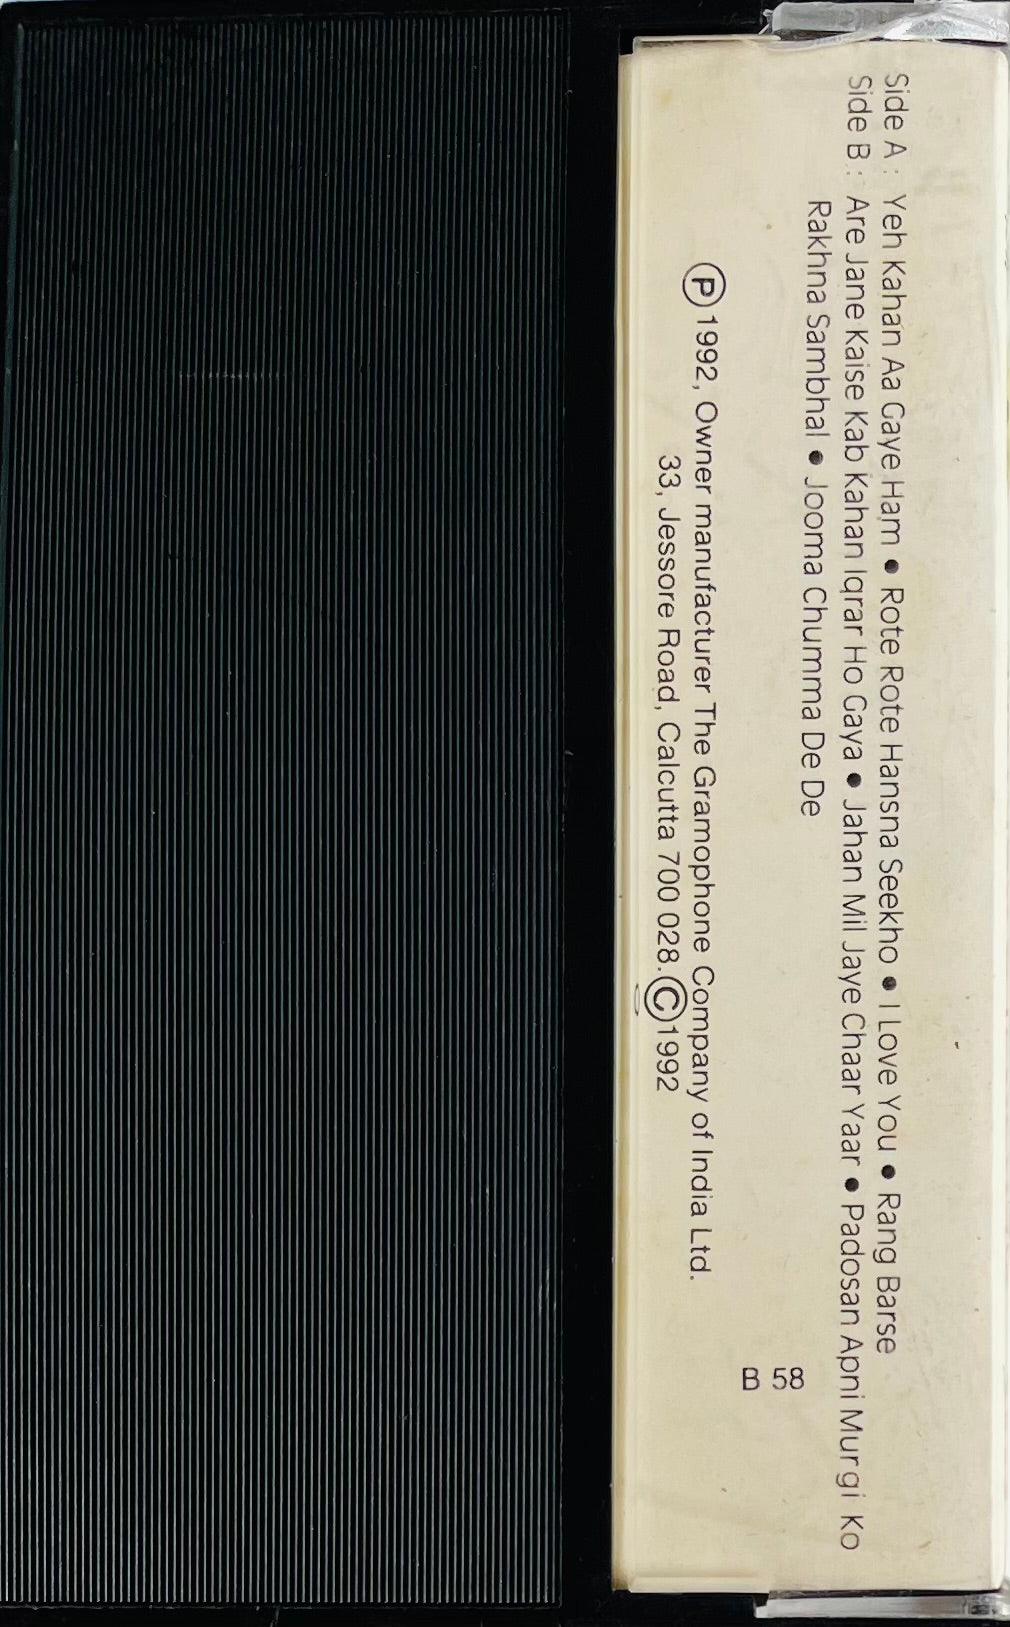 Side A : Yeh Kahan Aa Gaye Ham ● Rote Rote Hansna Seekho ● I Love You ● Rang Barse
Side B : Are Jane Kaise Kab Kahan Iqrar Ho Gaya ● Jahan Mil Jaye Chaar Yaar ● Padosan Apni Murgi Ko
Rakhna Sambhal ● Jooma Chumma De De
B 58
Ⓟ1992, Owner manufacturer The Gramophone Company of India Ltd.
33, Jessore Road, Calcutta 700 028.©1992